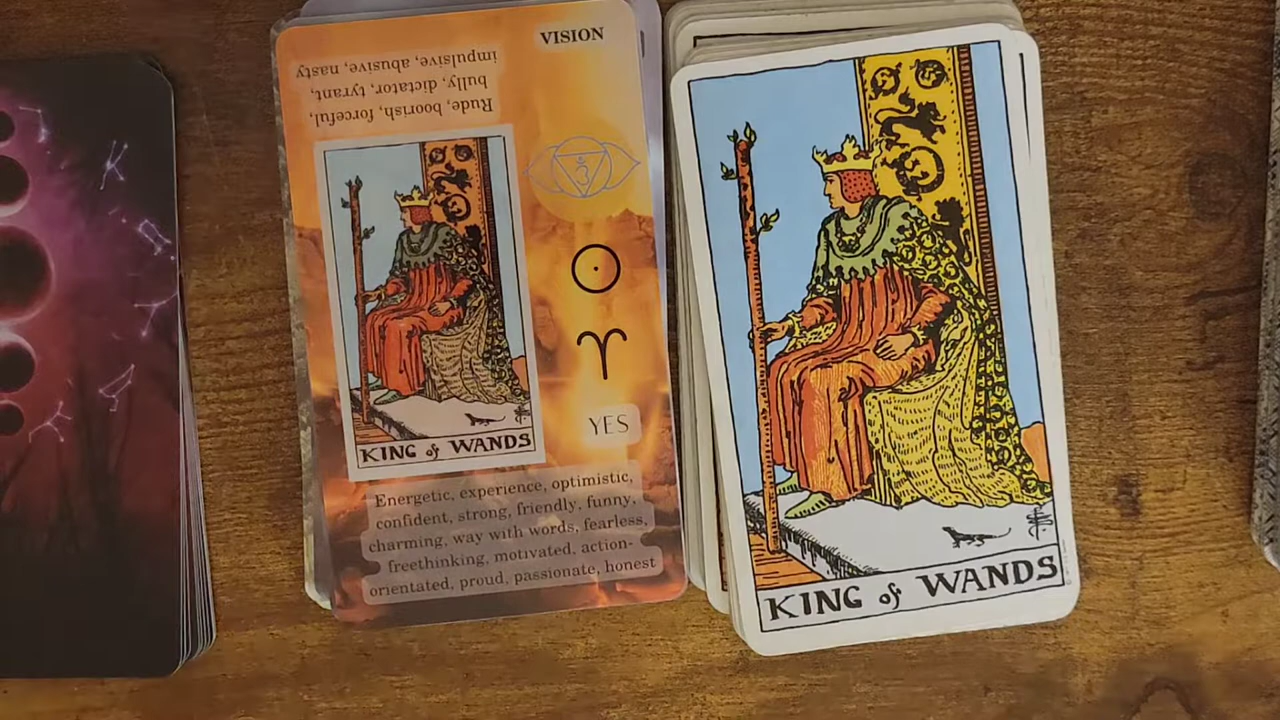 VISION
Rude, boorish, forceful,
bully, dictator, tyrant,
impulsive, abusive, nasty
KING of WANDS
YES
Energetic, experience, optimistic,
confident, strong, friendly, funny,
charming, way with words, fearless,
freethinking, motivated, action-
orientated, proud, passionate, honest
KING of WANDS